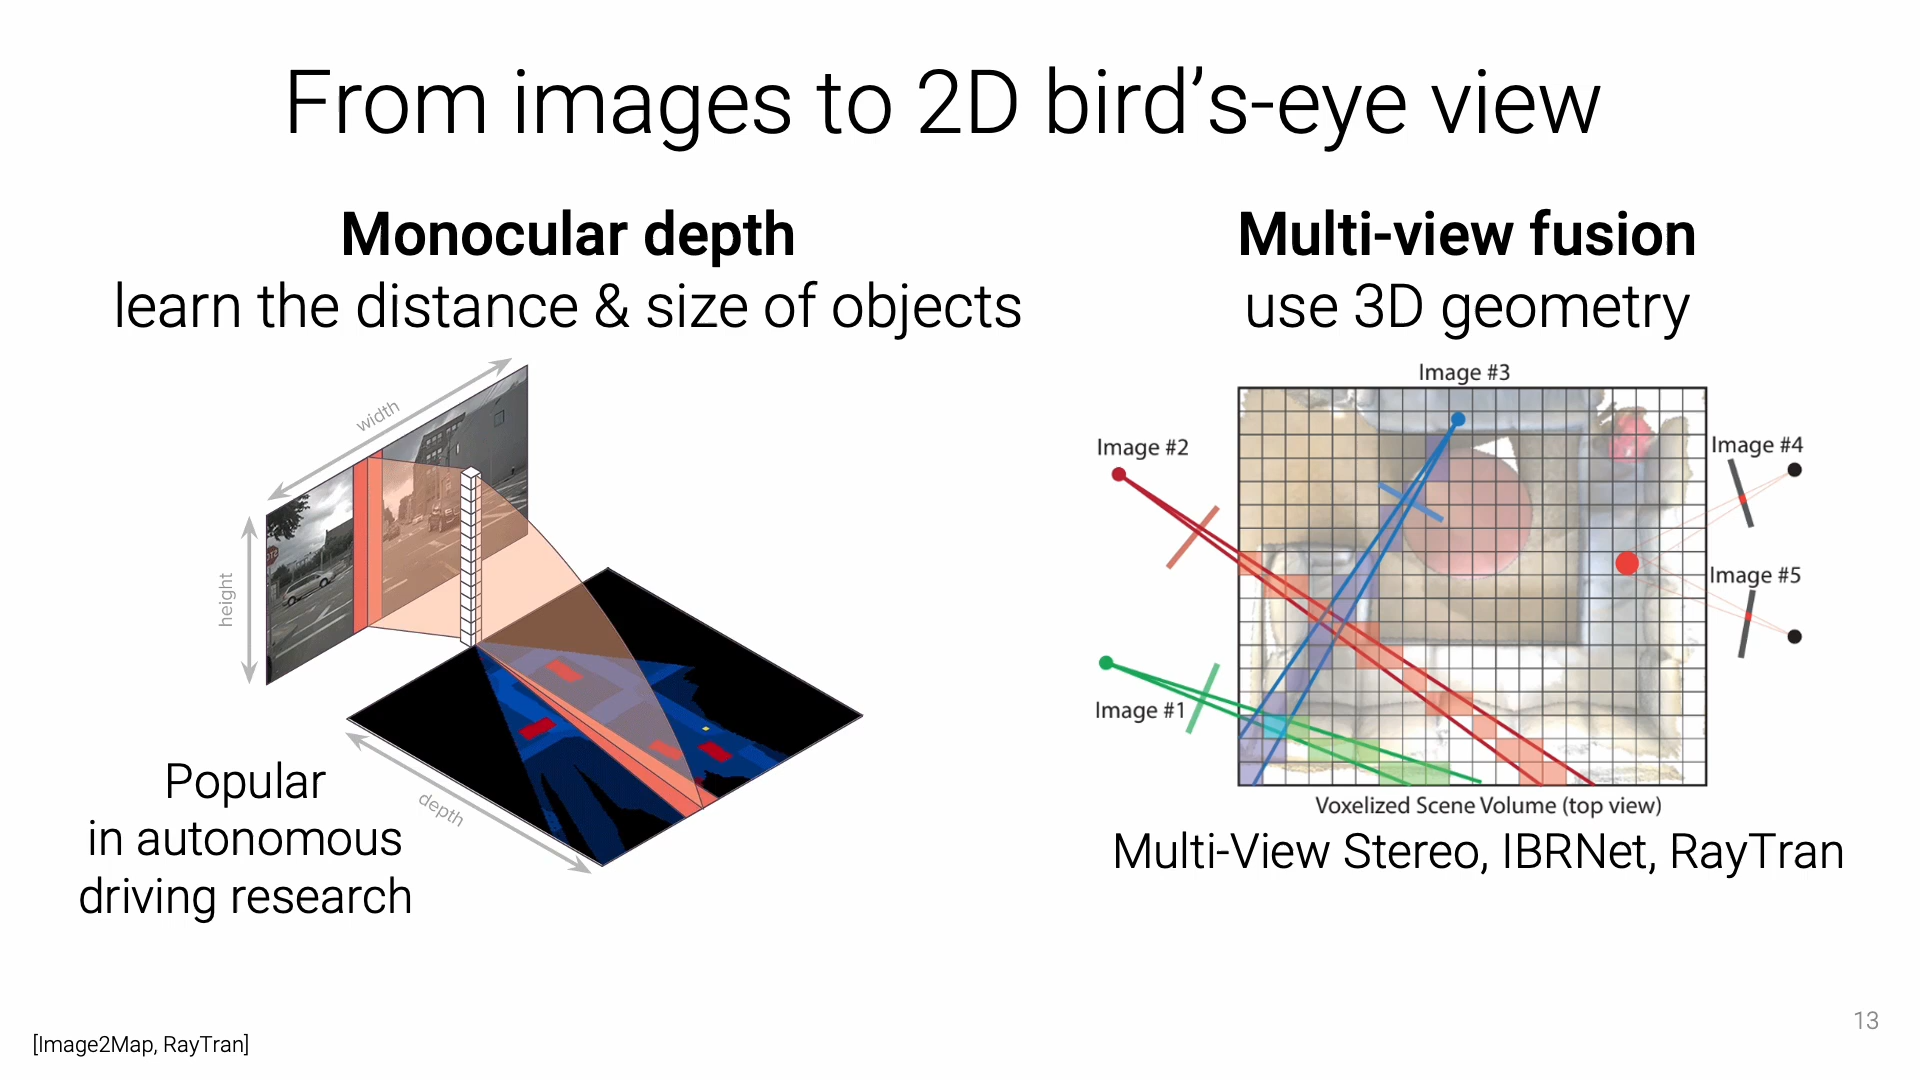 From images to 2D bird’s-eye view
Monocular depth
learn the distance & size of objects
width
height
depth
Popular
in autonomous
driving research
Multi-view fusion
use 3D geometry
Image #3
Image #2
Image #4
Image #5
Image #1
Voxelized Scene Volume (top view)
Multi-View Stereo, IBRNet, RayTran
[Image2Map, RayTran]
13